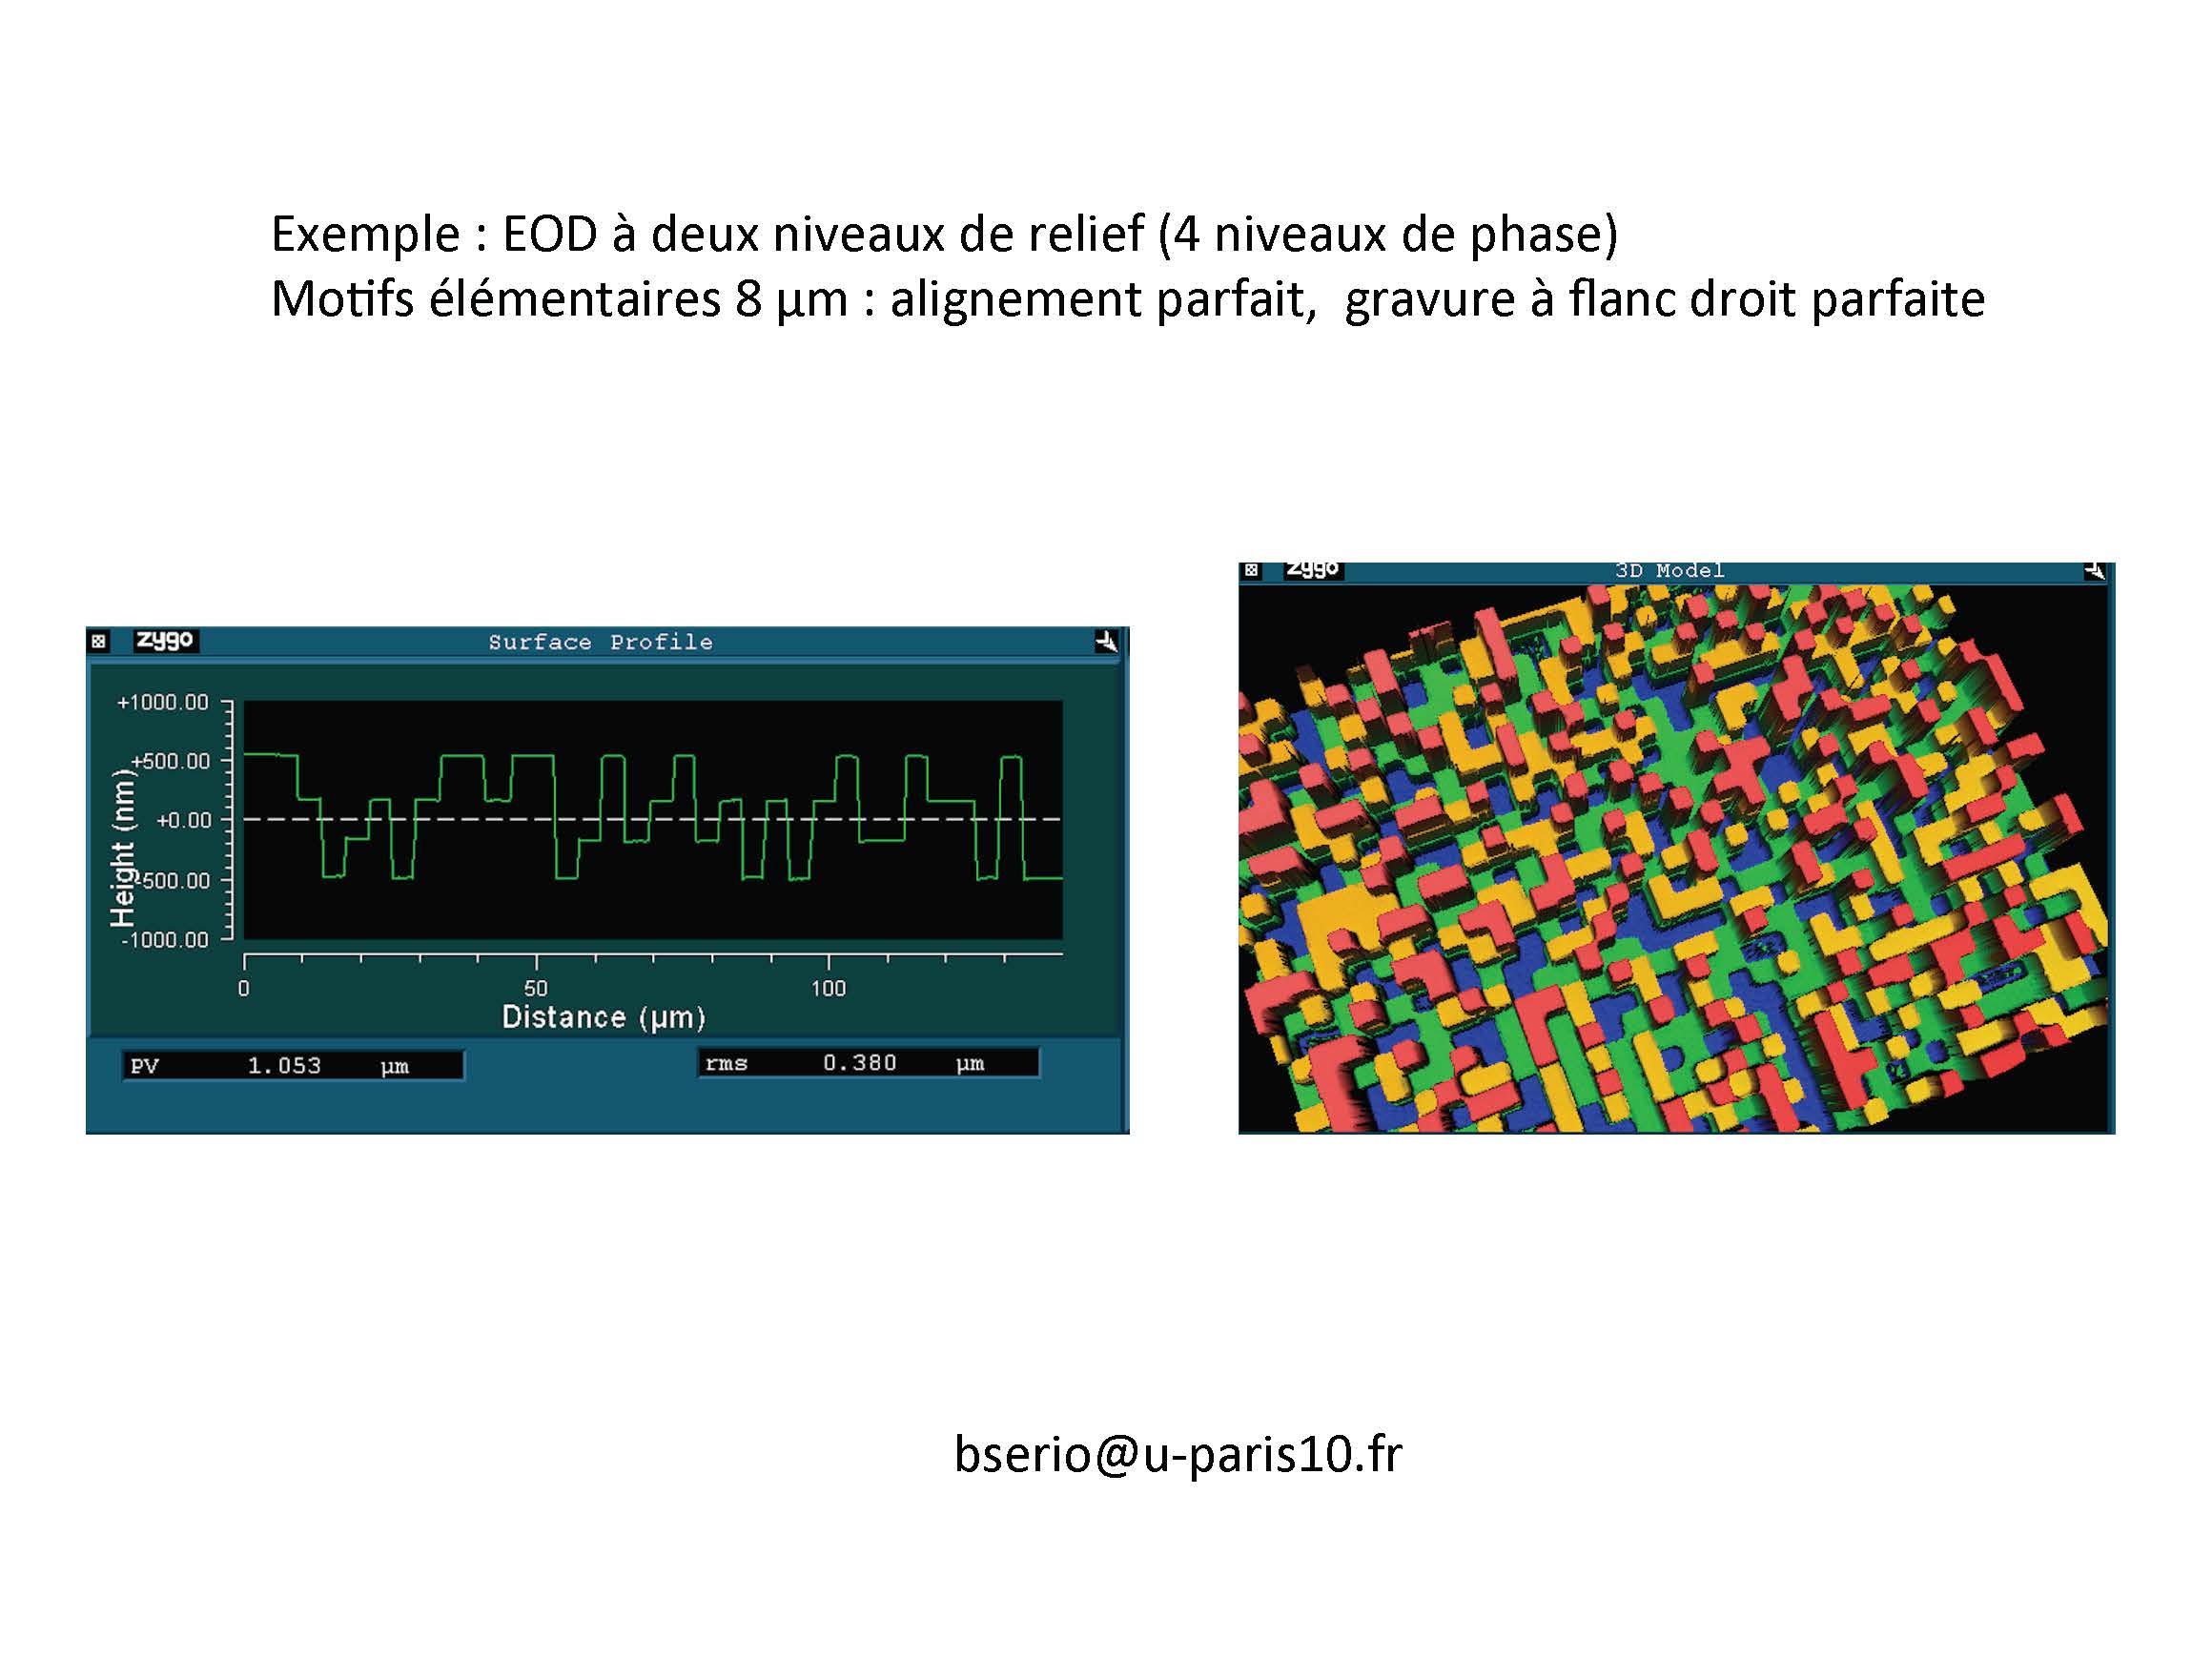 Exemple : EOD à deux niveaux de relief (4 niveaux de phase)
Motifs élémentaires 8 µm : alignement parfait, gravure à flanc droit parfaite
zygo
Surface Profile
+1000.00
+500.00
+0.00
-500.00
-1000.00
Height (nm)
0
50
100
Distance (µm)
PV 1.053 µm
rms 0.380 µm
zygo
3D Model
bserio@u-paris10.fr